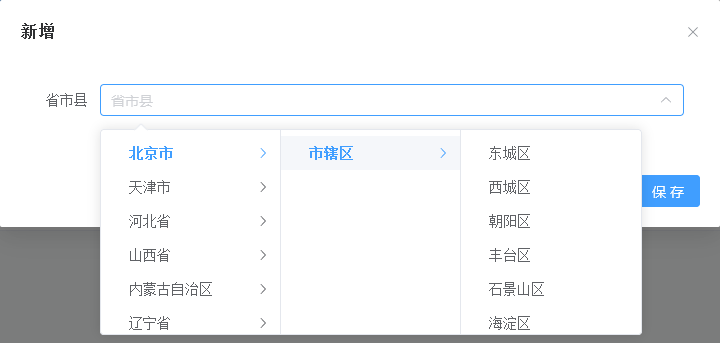 新增
省市县
省市县
北京市
天津市
河北省
山西省
内蒙古自治区
辽宁省
市辖区
东城区
西城区
朝阳区
丰台区
石景山区
海淀区
保存